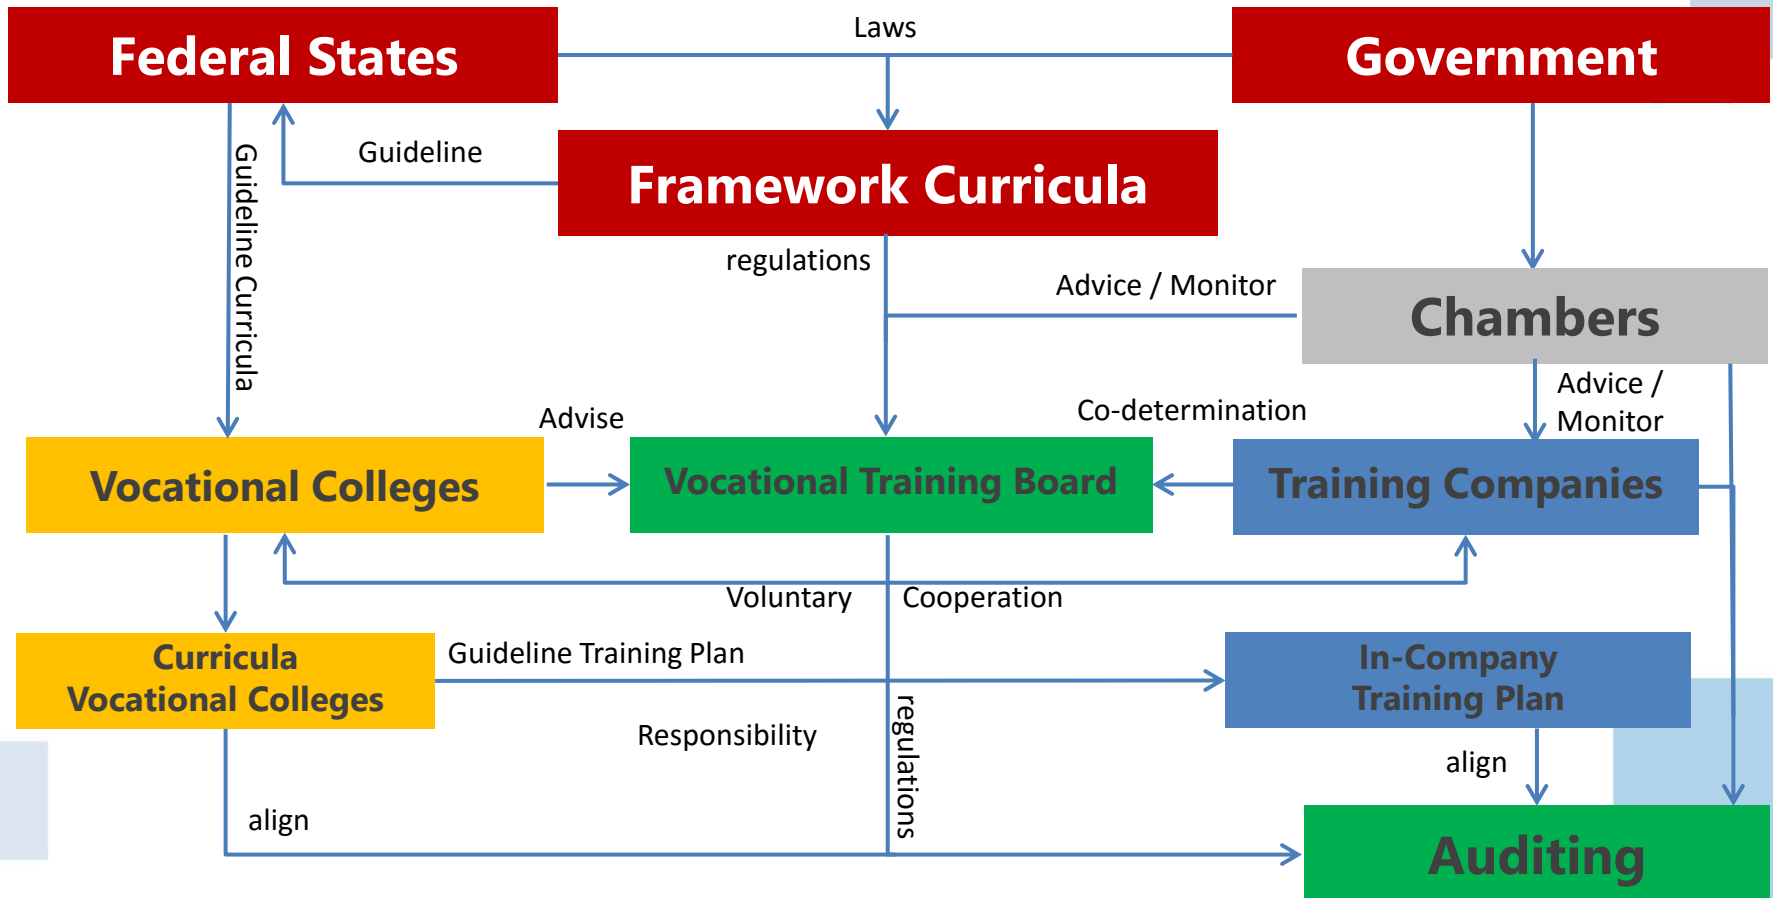 Laws
Federal States
Government
Guideline
Framework Curricula
Guideline Curricula
regulations
Advice / Monitor
Chambers
Advice /
Monitor
Advise
Co-determination
Vocational Colleges
Vocational Training Board
Training Companies
Voluntary
Cooperation
Curricula
Vocational Colleges
Guideline Training Plan
In-Company
Training Plan
Responsibility
regulations
align
align
Auditing